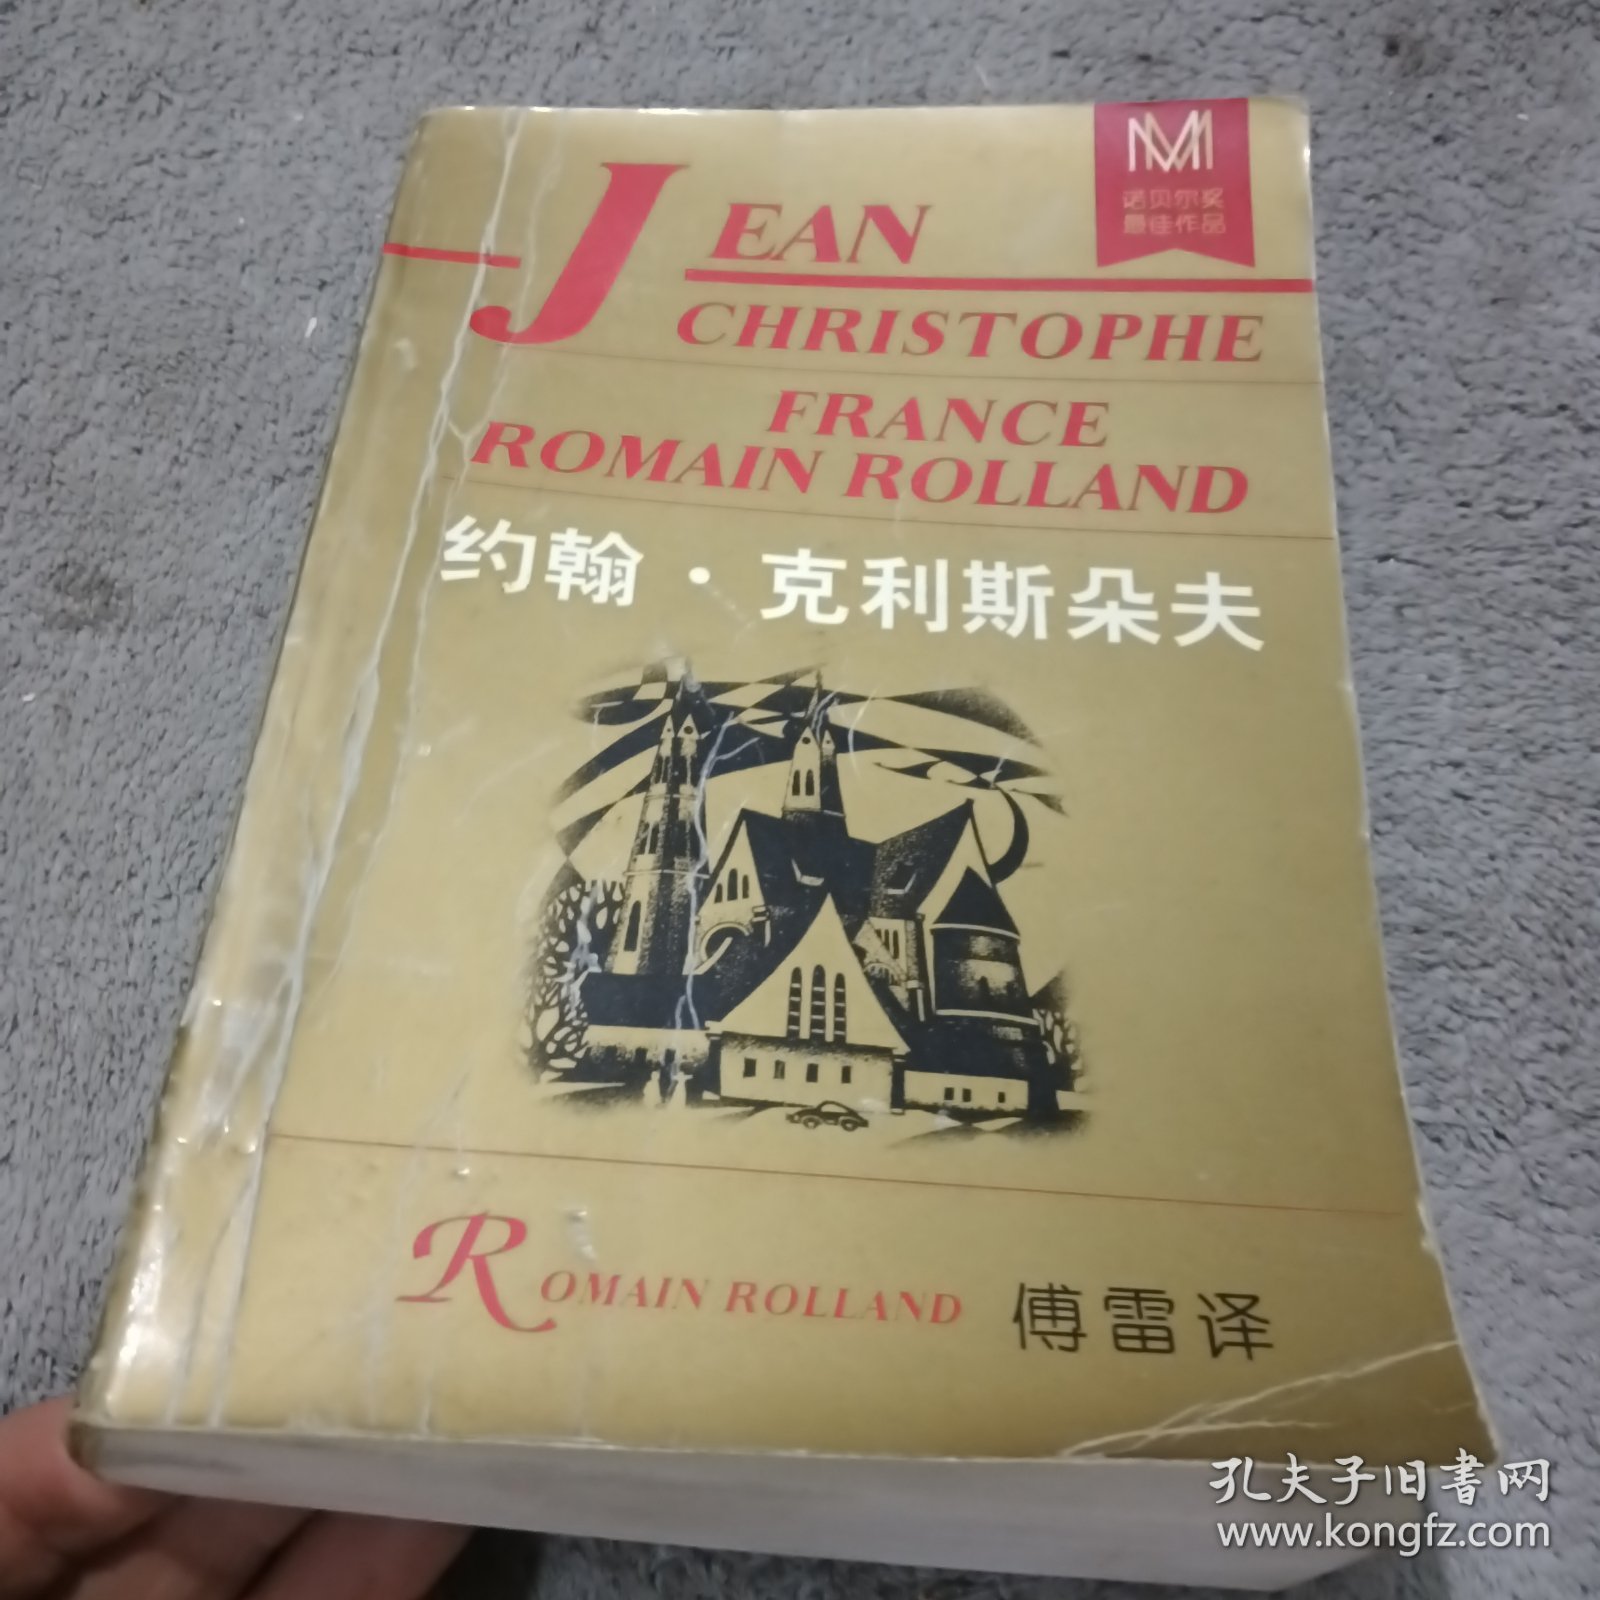 诺贝尔奖
最佳作品
JEAN
CHRISTOPHE
FRANCE
ROMAIN ROLLAND
约翰·克利斯朵夫
ROMAIN ROLLAND 傅雷译
孔夫子旧书网
www.kongfz.com